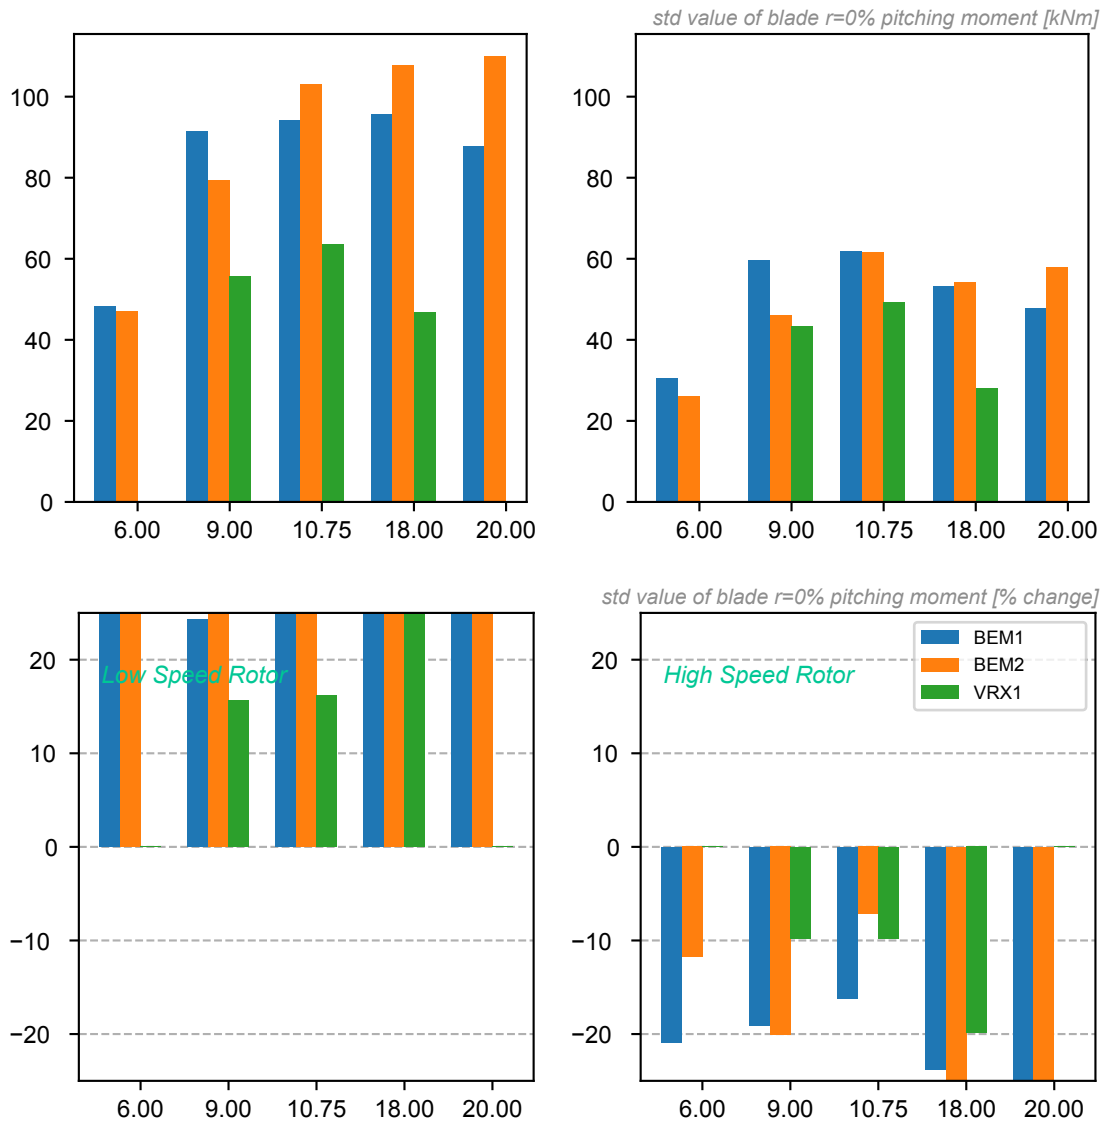 std value of blade r=0% pitching moment [kNm]
100
80
60
40
20
0
6.00 9.00 10.75 18.00 20.00
100
80
60
40
20
0
6.00 9.00 10.75 18.00 20.00
std value of blade r=0% pitching moment [% change]
20
10
0
−10
−20
Low Speed Rotor
6.00 9.00 10.75 18.00 20.00
20
10
0
−10
−20
High Speed Rotor
BEM1
BEM2
VRX1
6.00 9.00 10.75 18.00 20.00